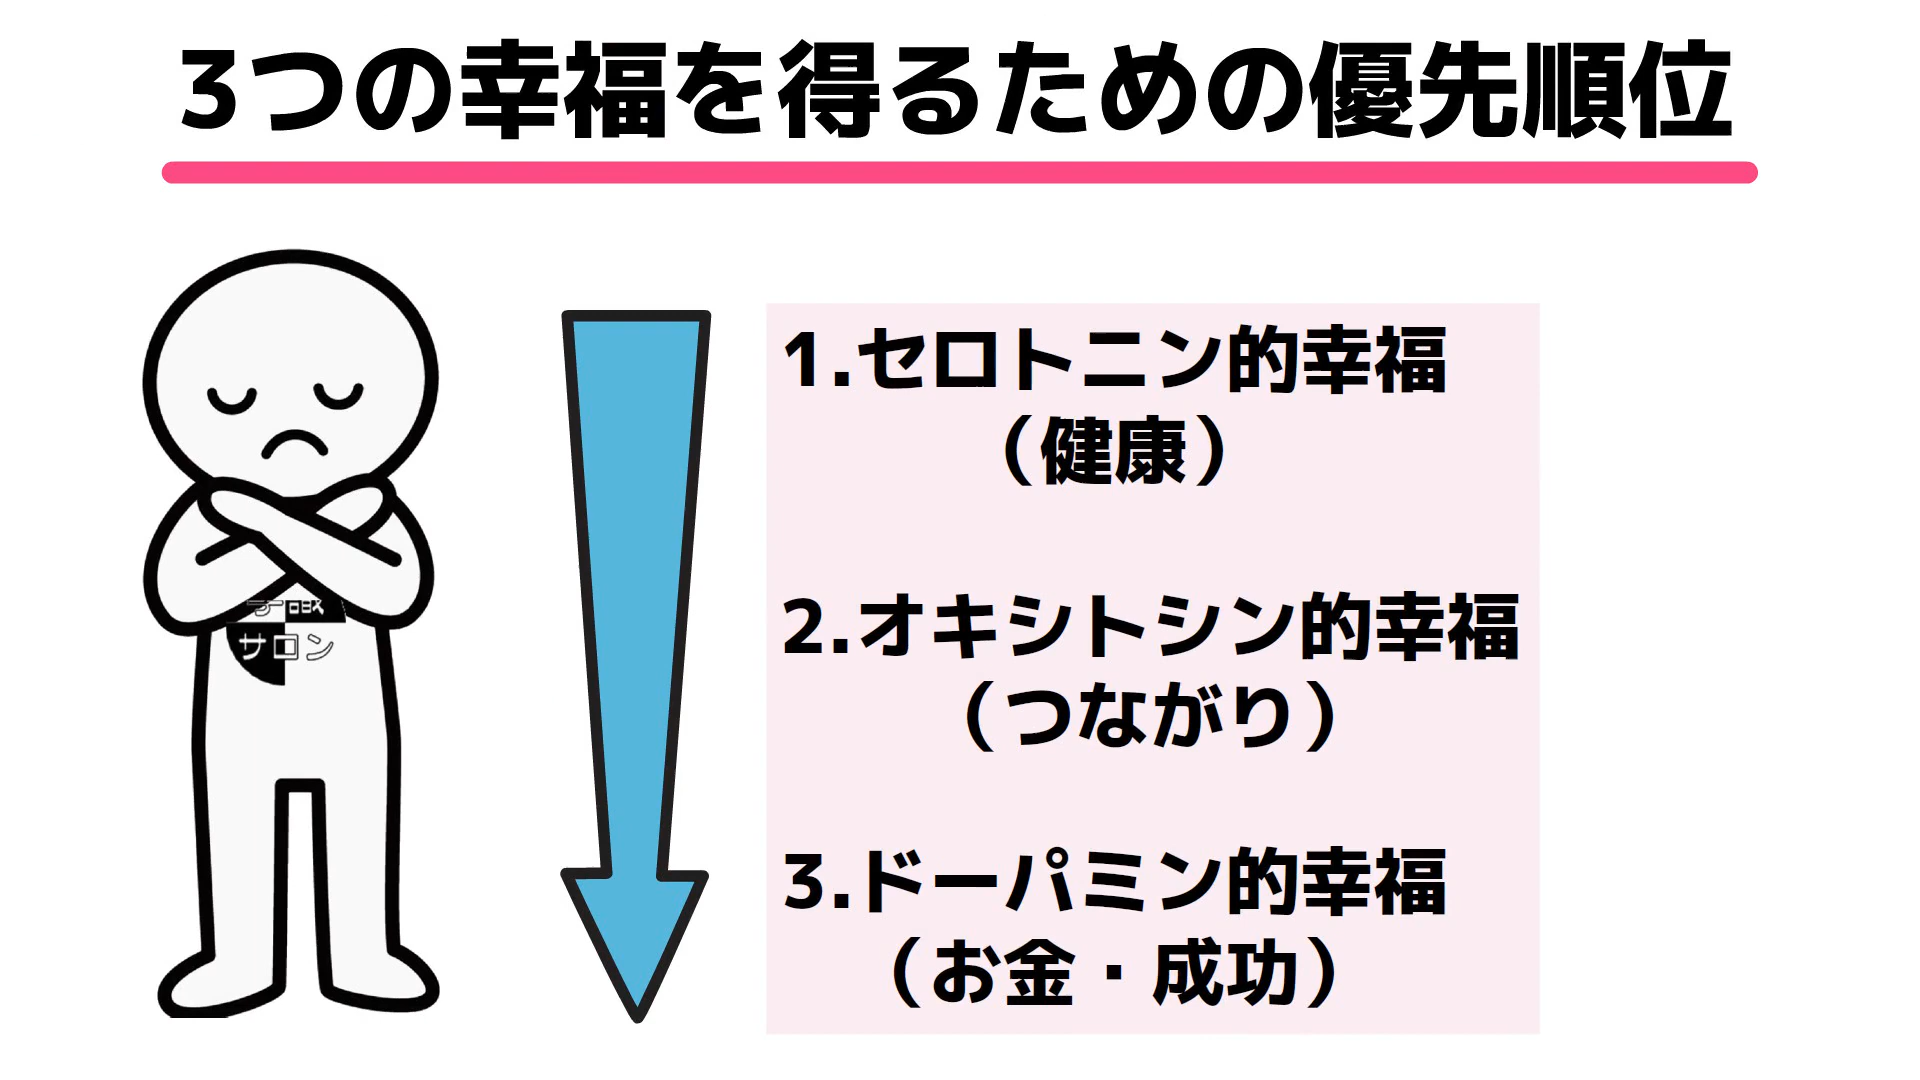 3つの幸福を得るための優先順位
1.セロトニン的幸福
（健康）
2.オキシトシン的幸福
（つながり）
3.ドーパミン的幸福
（お金・成功）
サロン